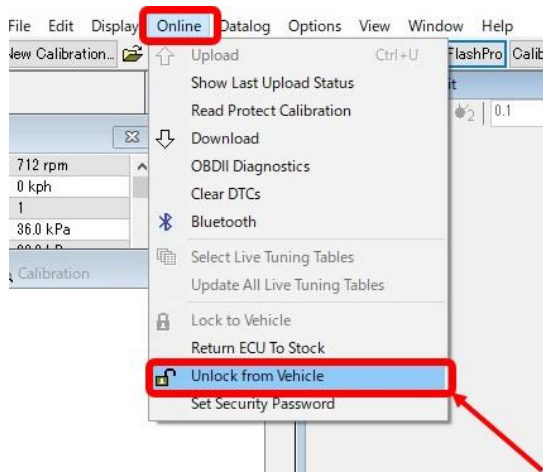 File Edit Display Online Datalog Options View Window Help
New Calibration... FlashPro Calib
Upload Ctrl+U
Show Last Upload Status
Read Protect Calibration
2 0.1
Download
712 rpm
OBDII Diagnostics
0 kph
Clear DTCs
1
Bluetooth
36.0 kPa
Select Live Tuning Tables
Calibration
Update All Live Tuning Tables
Lock to Vehicle
Return ECU To Stock
Unlock from Vehicle
Set Security Password